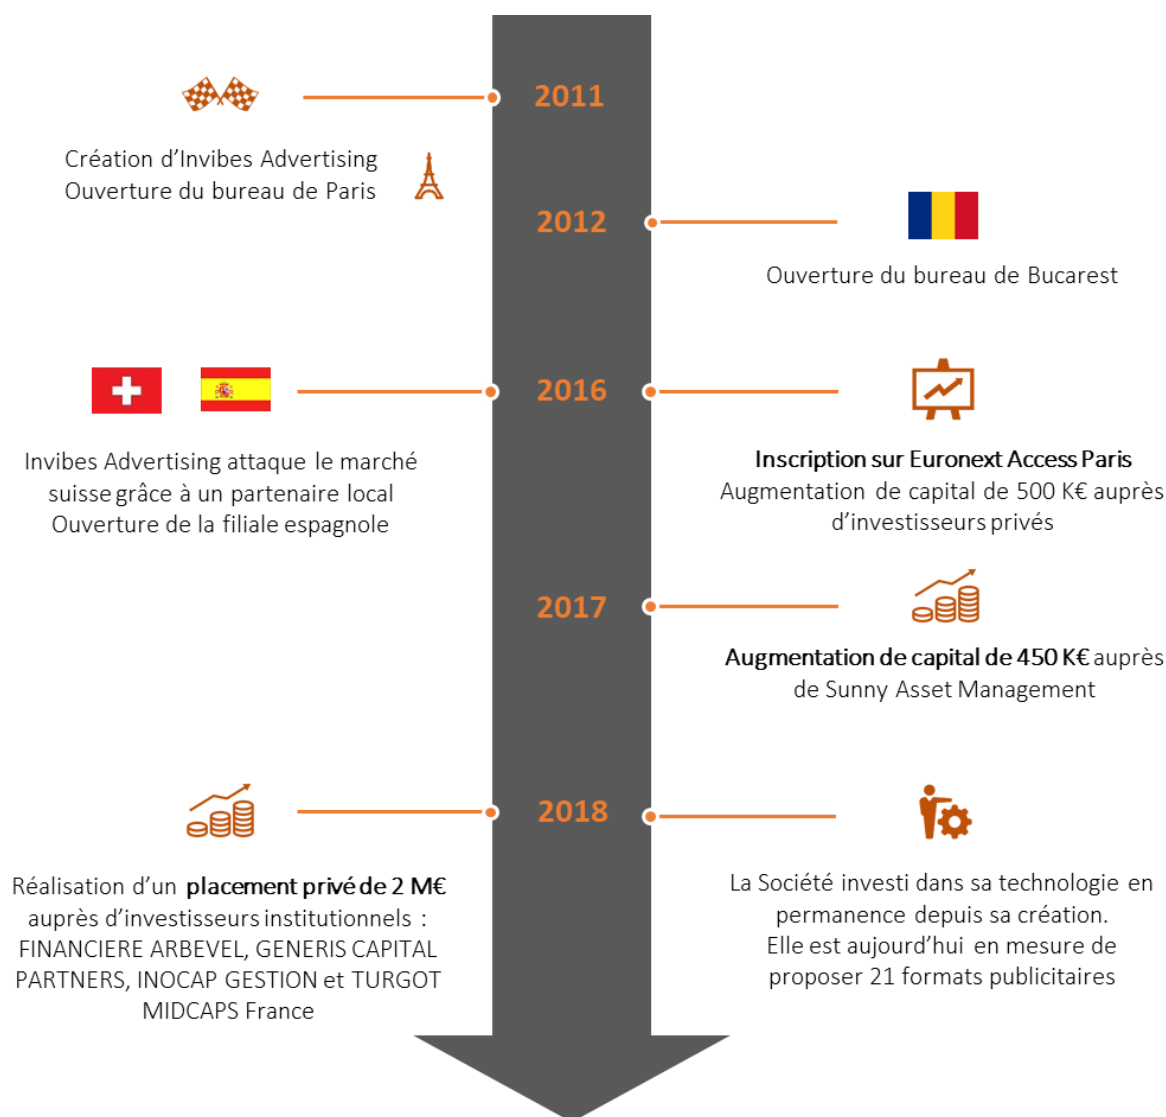 2011
Création d’Invibes Advertising
Ouverture du bureau de Paris
2012
Ouverture du bureau de Bucarest
2016
Invibes Advertising attaque le marché
suisse grâce à un partenaire local
Ouverture de la filiale espagnole
Inscription sur Euronext Access Paris
Augmentation de capital de 500 K€ auprès
d’investisseurs privés
2017
Augmentation de capital de 450 K€ auprès
de Sunny Asset Management
2018
Réalisation d’un placement privé de 2 M€
auprès d’investisseurs institutionnels :
FINANCIERE ARBEVEL, GENERIS CAPITAL
PARTNERS, INOCAP GESTION et TURGOT
MIDCAPS France
La Société investi dans sa technologie en
permanence depuis sa création.
Elle est aujourd’hui en mesure de
proposer 21 formats publicitaires